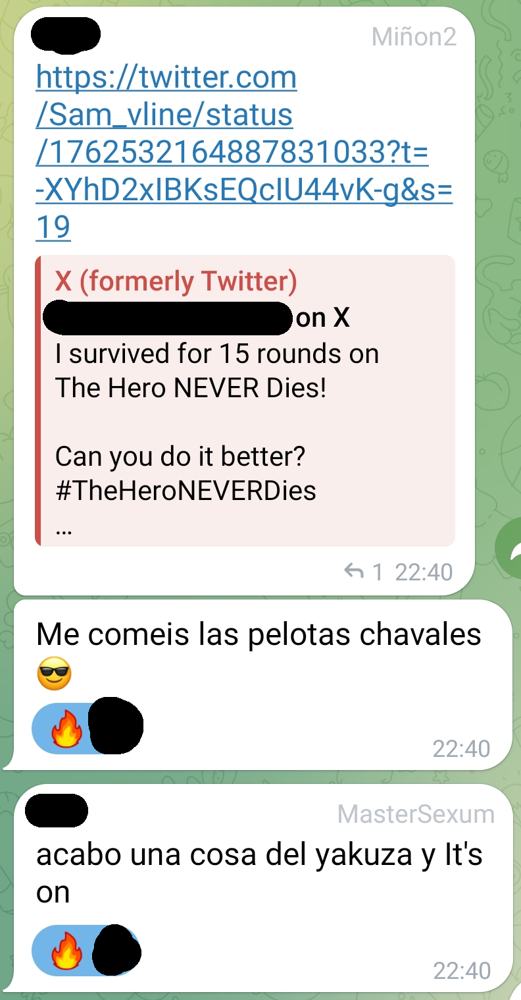 Miñon2
https://twitter.com
/Sam_vline/status
/1762532164887831033?t=
-XYhD2xIBKsEQcIU44vK-g&s=
19
X (formerly Twitter)
on X
I survived for 15 rounds on
The Hero NEVER Dies!
Can you do it better?
#TheHeroNEVERDies
...
1 22:40
Me comeis las pelotas chavales
😎
🔥
22:40
MasterSexum
acabo una cosa del yakuza y It's
on
🔥
22:40